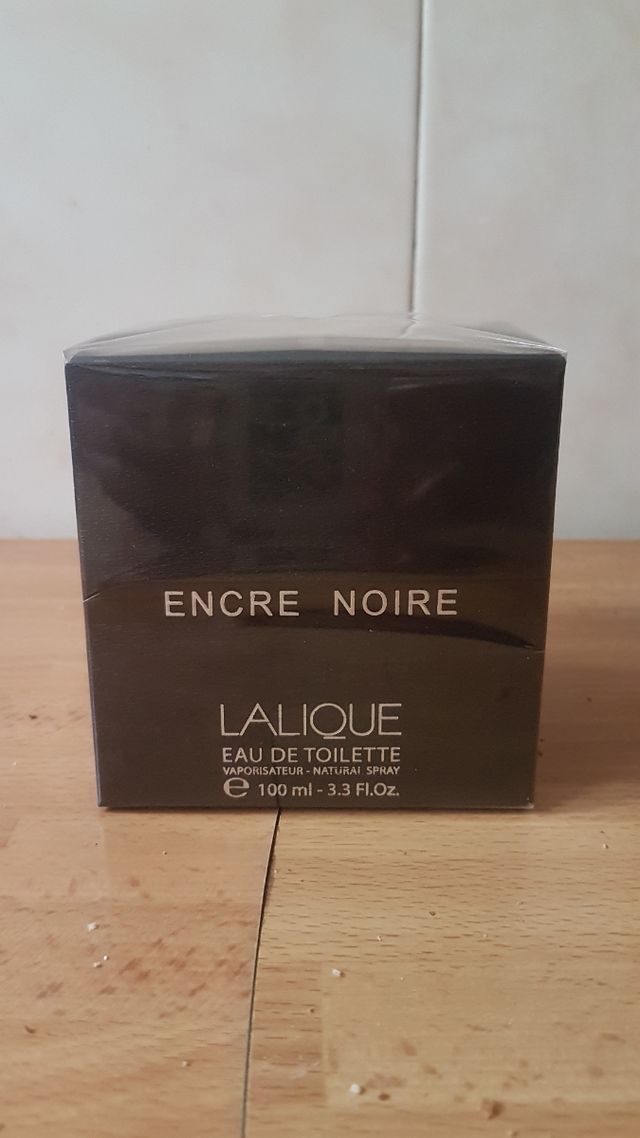 ENCRE NOIRE
LALIQUE
EAU DE TOILETTE
VAPORISATEUR - NATURAL SPRAY
e 100 ml - 3.3 Fl.Oz.